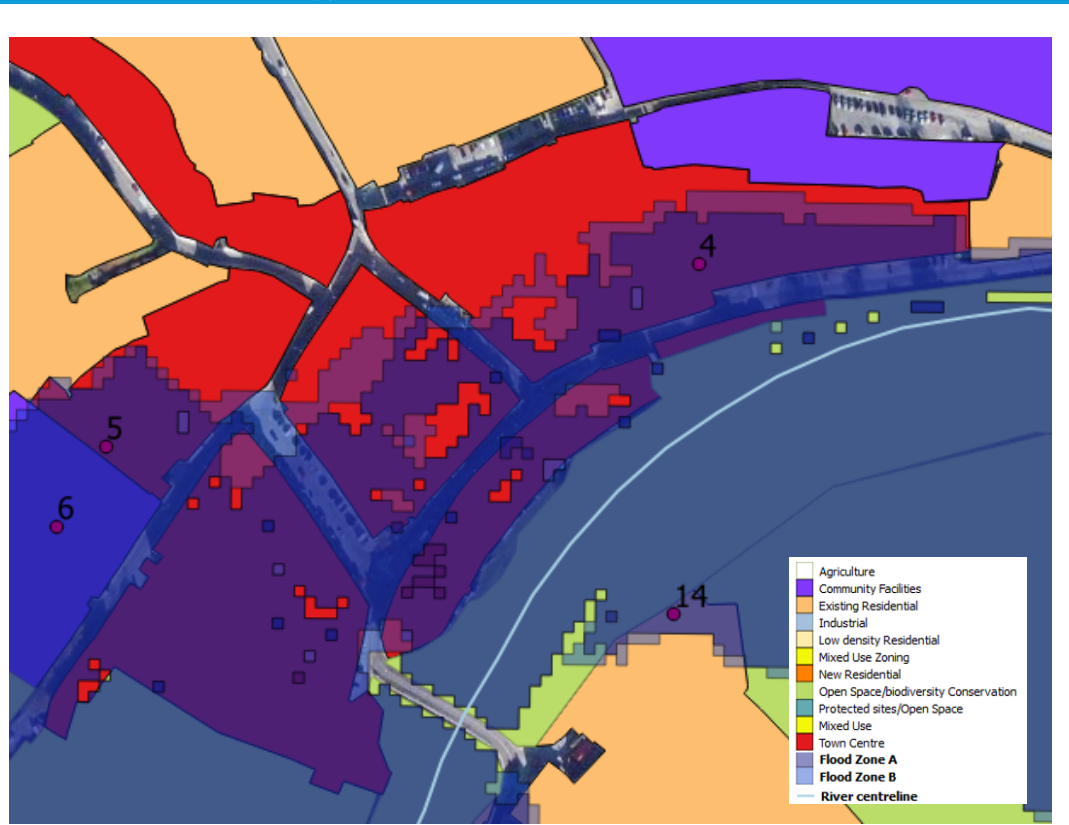 4
5
6
14
Agriculture
Community Facilities
Existing Residential
Industrial
Low density Residential
Mixed Use Zoning
New Residential
Open Space/biodiversity Conservation
Protected sites/Open Space
Mixed Use
Town Centre
Flood Zone A
Flood Zone B
River centreline